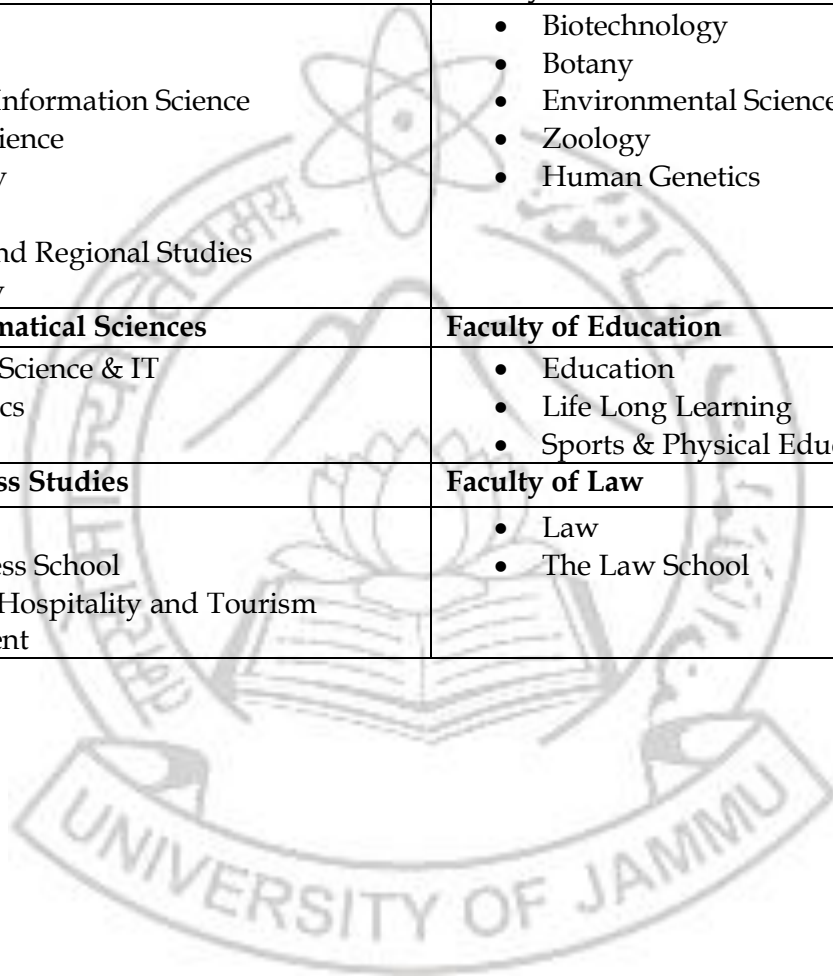 Information Science
ience
y
nd Regional Studies
y
• Biotechnology
• Botany
• Environmental Science
• Zoology
• Human Genetics
matical Sciences
Faculty of Education
Science & IT
cs
• Education
• Life Long Learning
• Sports & Physical Edu
ss Studies
Faculty of Law
ess School
Hospitality and Tourism
ent
• Law
• The Law School
UNIVERSITY OF JAMMU